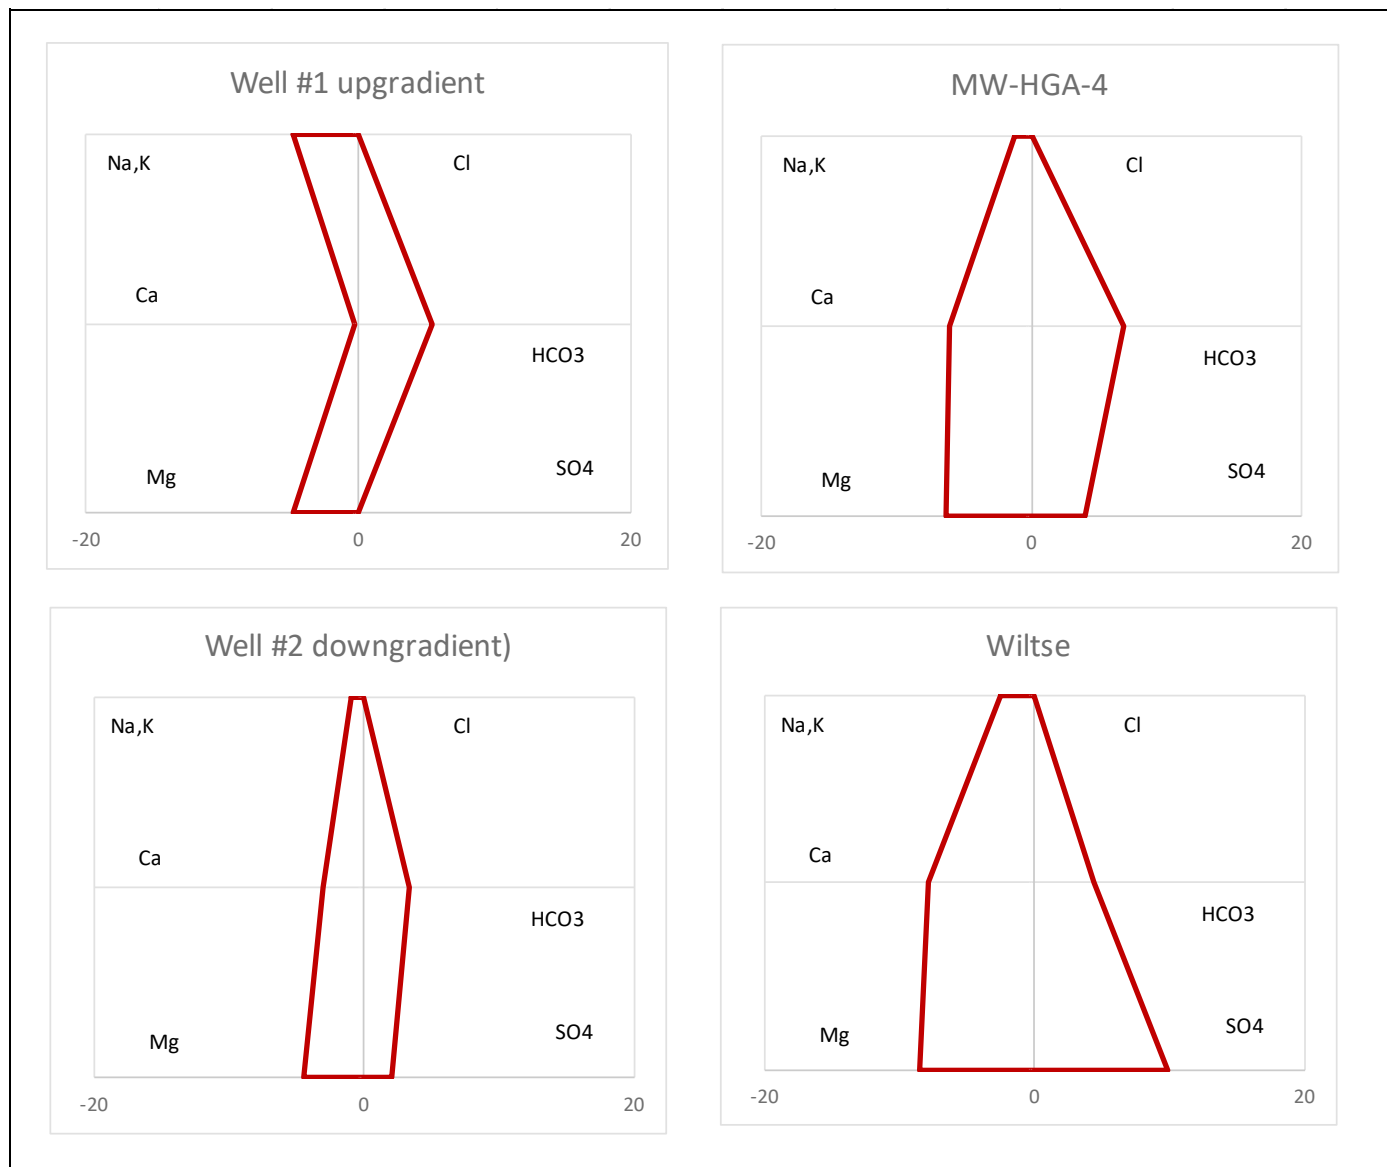 Well #1 upgradient
Na,K
Cl
Ca
HCO3
Mg
SO4
-20
0
20
MW-HGA-4
Na,K
Cl
Ca
HCO3
Mg
SO4
-20
0
20
Well #2 downgradient)
Na,K
Cl
Ca
HCO3
Mg
SO4
-20
0
20
Wiltse
Na,K
Cl
Ca
HCO3
Mg
SO4
-20
0
20